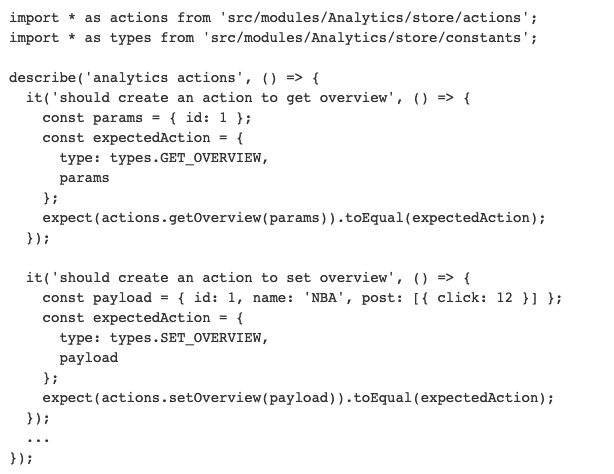 import * as actions from 'src/modules/Analytics/store/actions';
import * as types from 'src/modules/Analytics/store/constants';

describe('analytics actions', () => {
  it('should create an action to get overview', () => {
    const params = { id: 1 };
    const expectedAction = {
      type: types.GET_OVERVIEW,
      params
    };
    expect(actions.getOverview(params)).toEqual(expectedAction);
  });

  it('should create an action to set overview', () => {
    const payload = { id: 1, name: 'NBA', post: [{ click: 12 }] };
    const expectedAction = {
      type: types.SET_OVERVIEW,
      payload
    };
    expect(actions.setOverview(payload)).toEqual(expectedAction);
  });
  ...
});